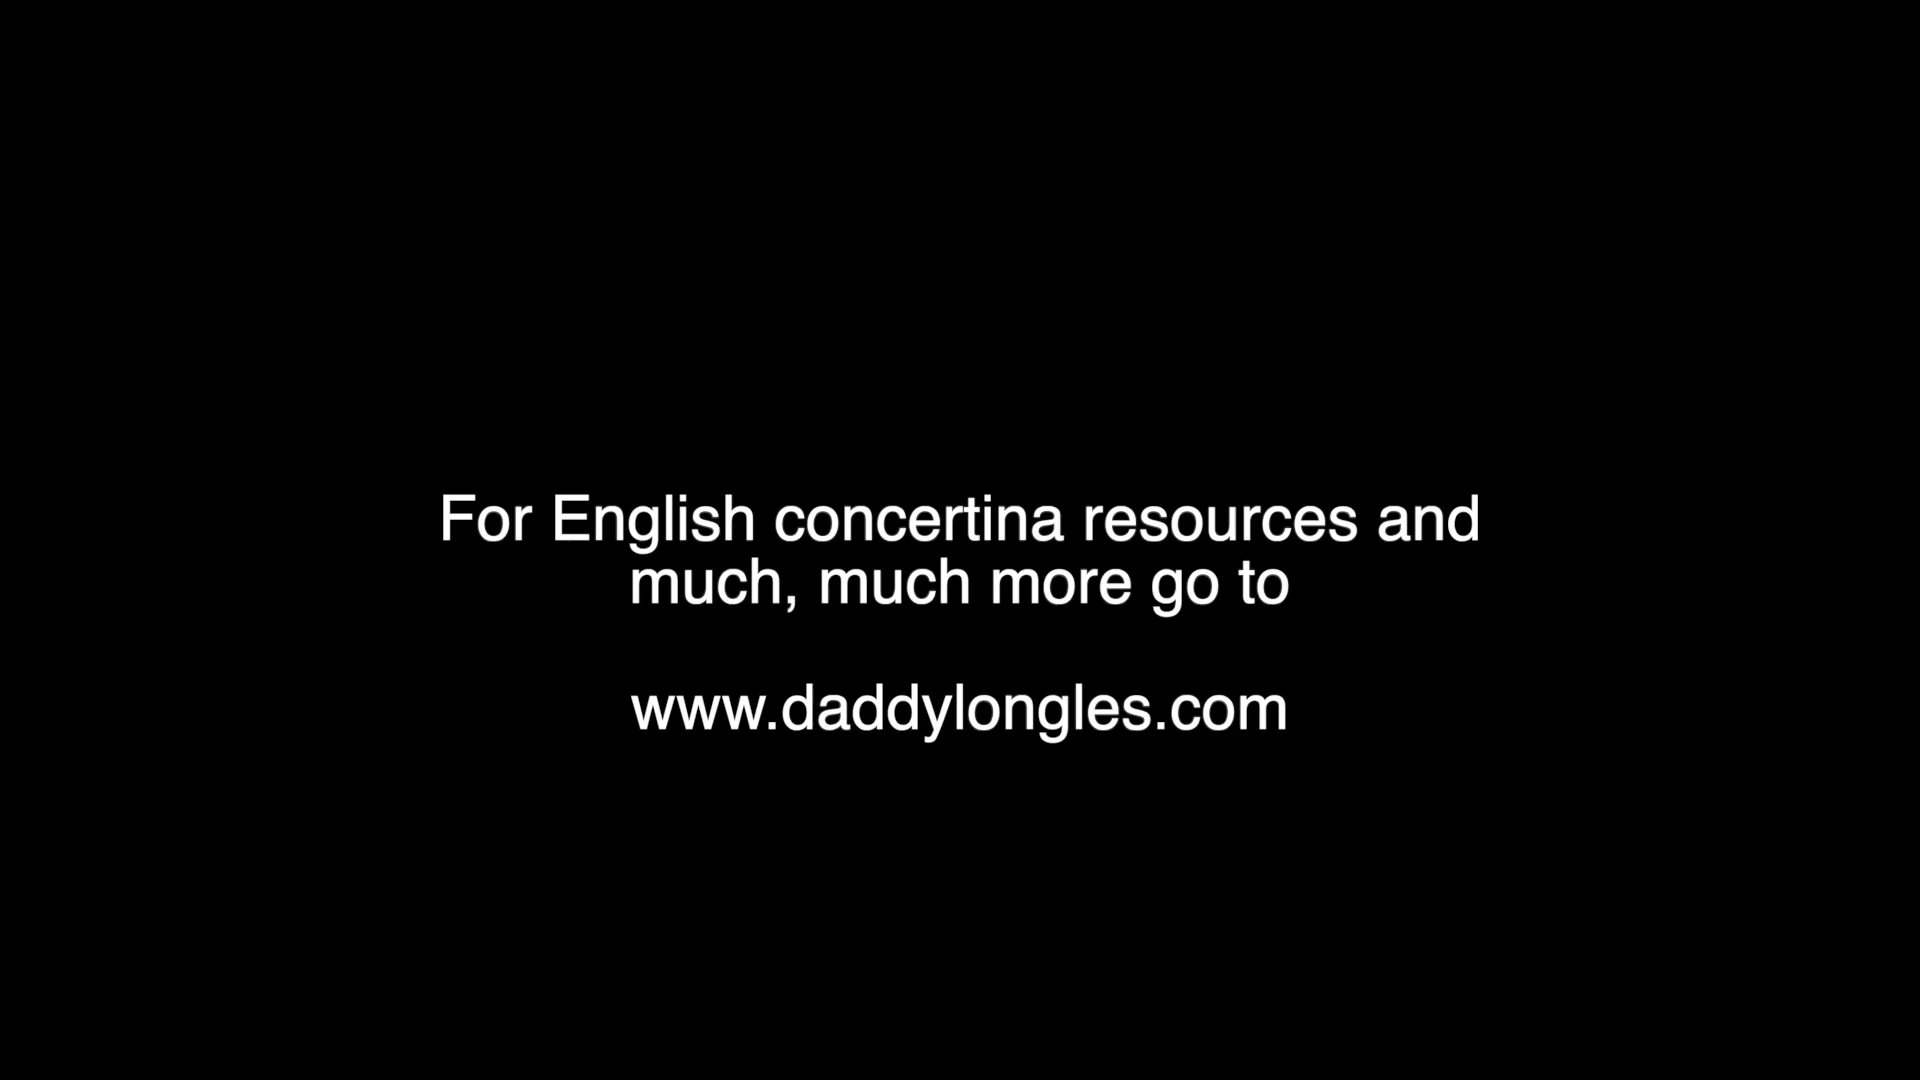 For English concertina resources and
much, much more go to
www.daddylongles.com